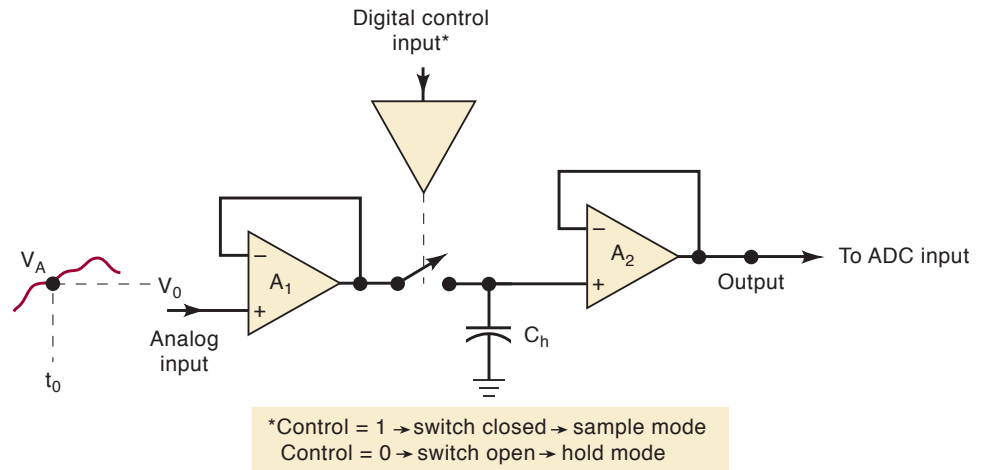 Digital control
input*
V_A
V_0
t_0
Analog
input
−
+
A_1
C_h
−
+
A_2
Output
To ADC input
*Control = 1 → switch closed → sample mode
Control = 0 → switch open → hold mode